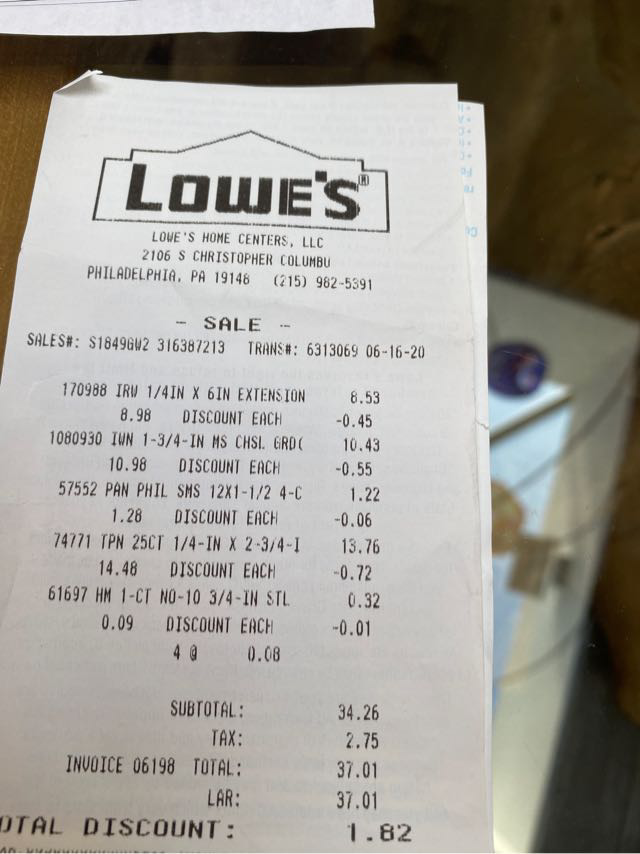 LOWE'S®
LOWE'S HOME CENTERS, LLC
2106 S CHRISTOPHER COLUMBU
PHILADELPHIA, PA 19148 (215) 982-5391
- SALE -
SALES#: S1849GW2 316387213 TRANS#: 6313069 06-16-20
170988 IRW 1/4IN X 6IN EXTENSION 8.53
8.98 DISCOUNT EACH -0.45
1080930 IWN 1-3/4-IN MS CHSL GRD( 10.43
10.98 DISCOUNT EACH -0.55
57552 PAN PHIL SMS 12X1-1/2 4-C 1.22
1.28 DISCOUNT EACH -0.06
74771 TPN 25CT 1/4-IN X 2-3/4-I 13.76
14.48 DISCOUNT EACH -0.72
61697 HM 1-CT NO-10 3/4-IN STL 0.32
0.09 DISCOUNT EACH -0.01
4 @ 0.08
SUBTOTAL: 34.26
TAX: 2.75
INVOICE 06198 TOTAL: 37.01
LAR: 37.01
OTAL DISCOUNT: 1.82